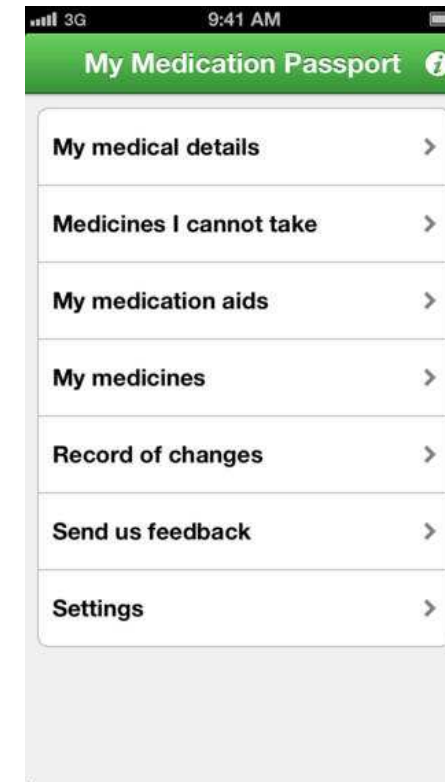 3G 9:41 AM
My Medication Passport i
My medical details
Medicines I cannot take
My medication aids
My medicines
Record of changes
Send us feedback
Settings